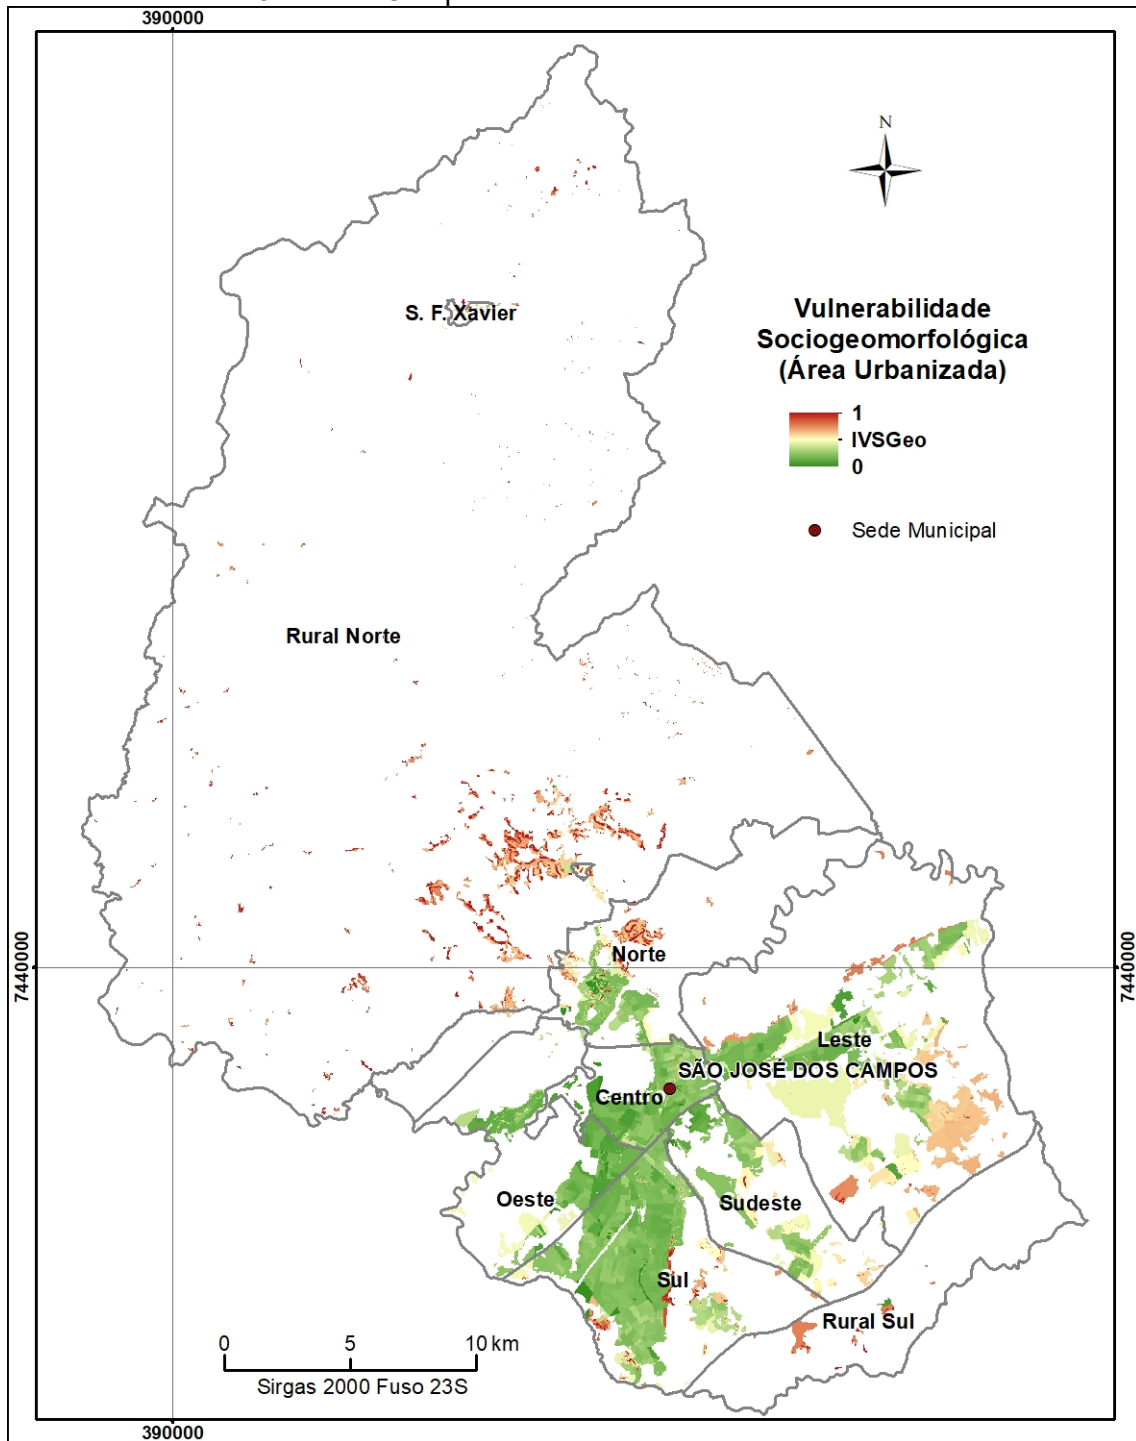 390000
N
S. F. Xavier
Vulnerabilidade
Sociogeomorfológica
(Área Urbanizada)
1
IVSGeo
0
Sede Municipal
Rural Norte
7440000
7440000
Norte
Leste
SÃO JOSÉ DOS CAMPOS
Centro
Oeste
Sudeste
Sul
Rural Sul
0 5 10 km
Sirgas 2000 Fuso 23S
390000